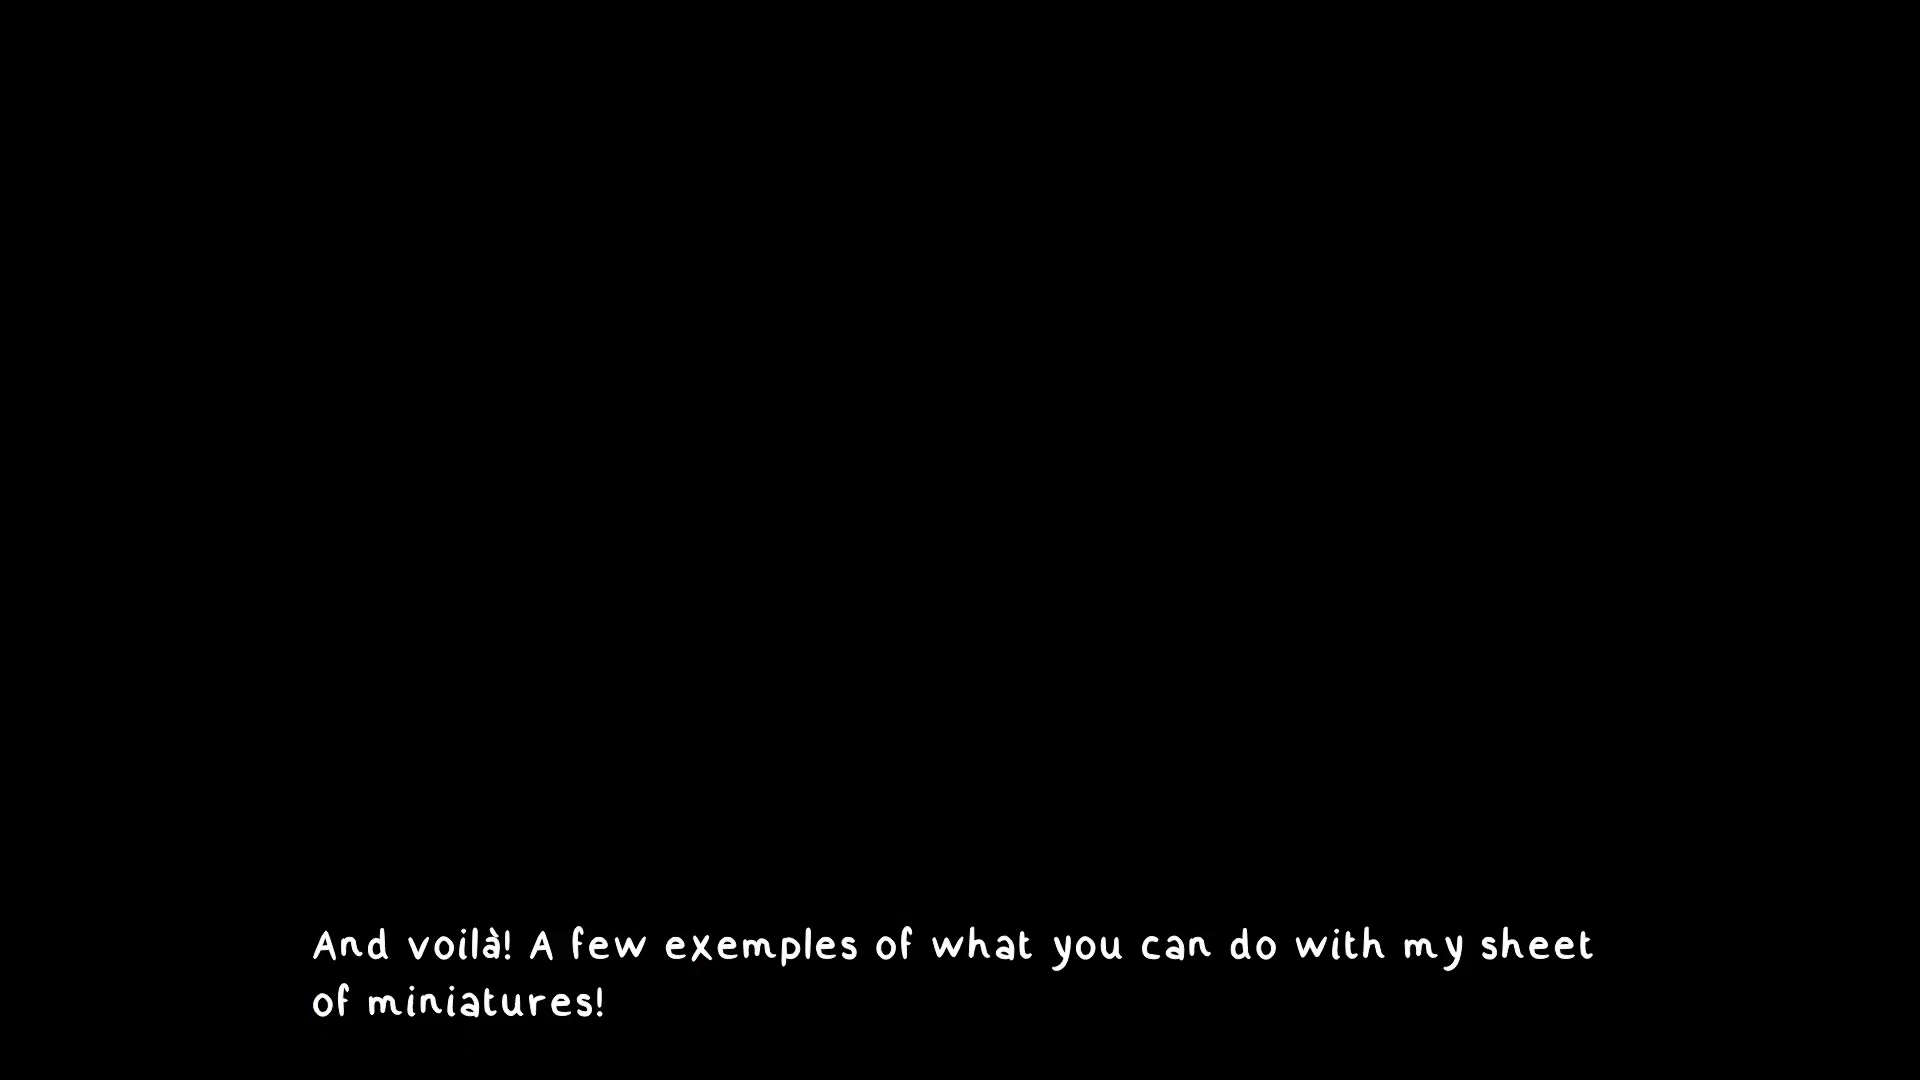 And voilà! A few exemples of what you can do with my sheet
of miniatures!